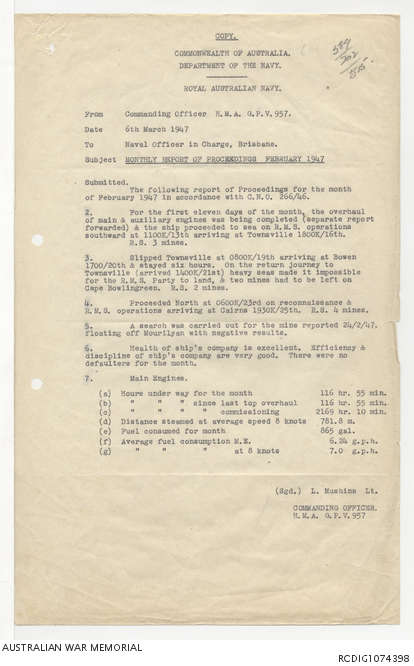 COPY.
COMMONWEALTH OF AUSTRALIA.
DEPARTMENT OF THE NAVY.
ROYAL AUSTRALIAN NAVY.
From Commanding Officer H.M.A. G.P.V.957.
Date 6th March 1947
To Naval Officer in Charge, Brisbane.
Subject MONTHLY REPORT OF PROCEEDINGS FEBRUARY 1947
Submitted.
The following report of Proceedings for the month
of February 1947 in accordance with C.N.O. 266/46.
2. For the first eleven days of the month, the overhaul
of main & auxiliary engines was being completed (separate report
forwarded) & the ship proceeded to sea on R.M.S. operations
southward at 1100K/13th arriving at Townsville 1800K/16th.
R.S. 3 mines.
3. Slipped Townsville at 0800K/19th arriving at Bowen
1700/20th & stayed six hours. On the return journey to
Townsville (arrived 1400K/21st) heavy seas made it impossible
for the R.M.S. Party to land, & two mines had to be left on
Cape Bowlingreen. R.S. 2 mines.
4. Proceeded North at 0600K/23rd on reconnaisance &
R.M.S. operations arriving at Cairns 1930K/25th. R.S. 4 mines.
5. A search was carried out for the mine reported 24/2/47.
floating off Mourilyan with negative results.
6. Health of ship's company is excellent. Efficiency &
discipline of ship's company are very good. There were no
defaulters for the month.
7. Main Engines.
(a) Hours under way for the month 116 hr. 55 min.
(b) " " " since last top overhaul 116 hr. 55 min.
(c) " " " " commissioning 2169 hr. 10 min.
(d) Distance steamed at average speed 8 knots 781.8 m.
(e) Fuel consumed for month 865 gal.
(f) Average fuel consumption M.E. 6.24 g.p.h.
(g) " " " at 8 knots 7.0 g.p.h.
(Sgd.) L. Mushins Lt.
COMMANDING OFFICER.
H.M.A. G.P.V.957
AUSTRALIAN WAR MEMORIAL
RCDIG1074398